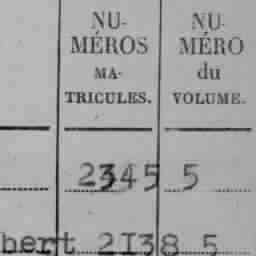 NU-
MÉROS
MA-
TRICULES.
NU-
MÉRO
du
VOLUME.
2345 5
bert 2138 5